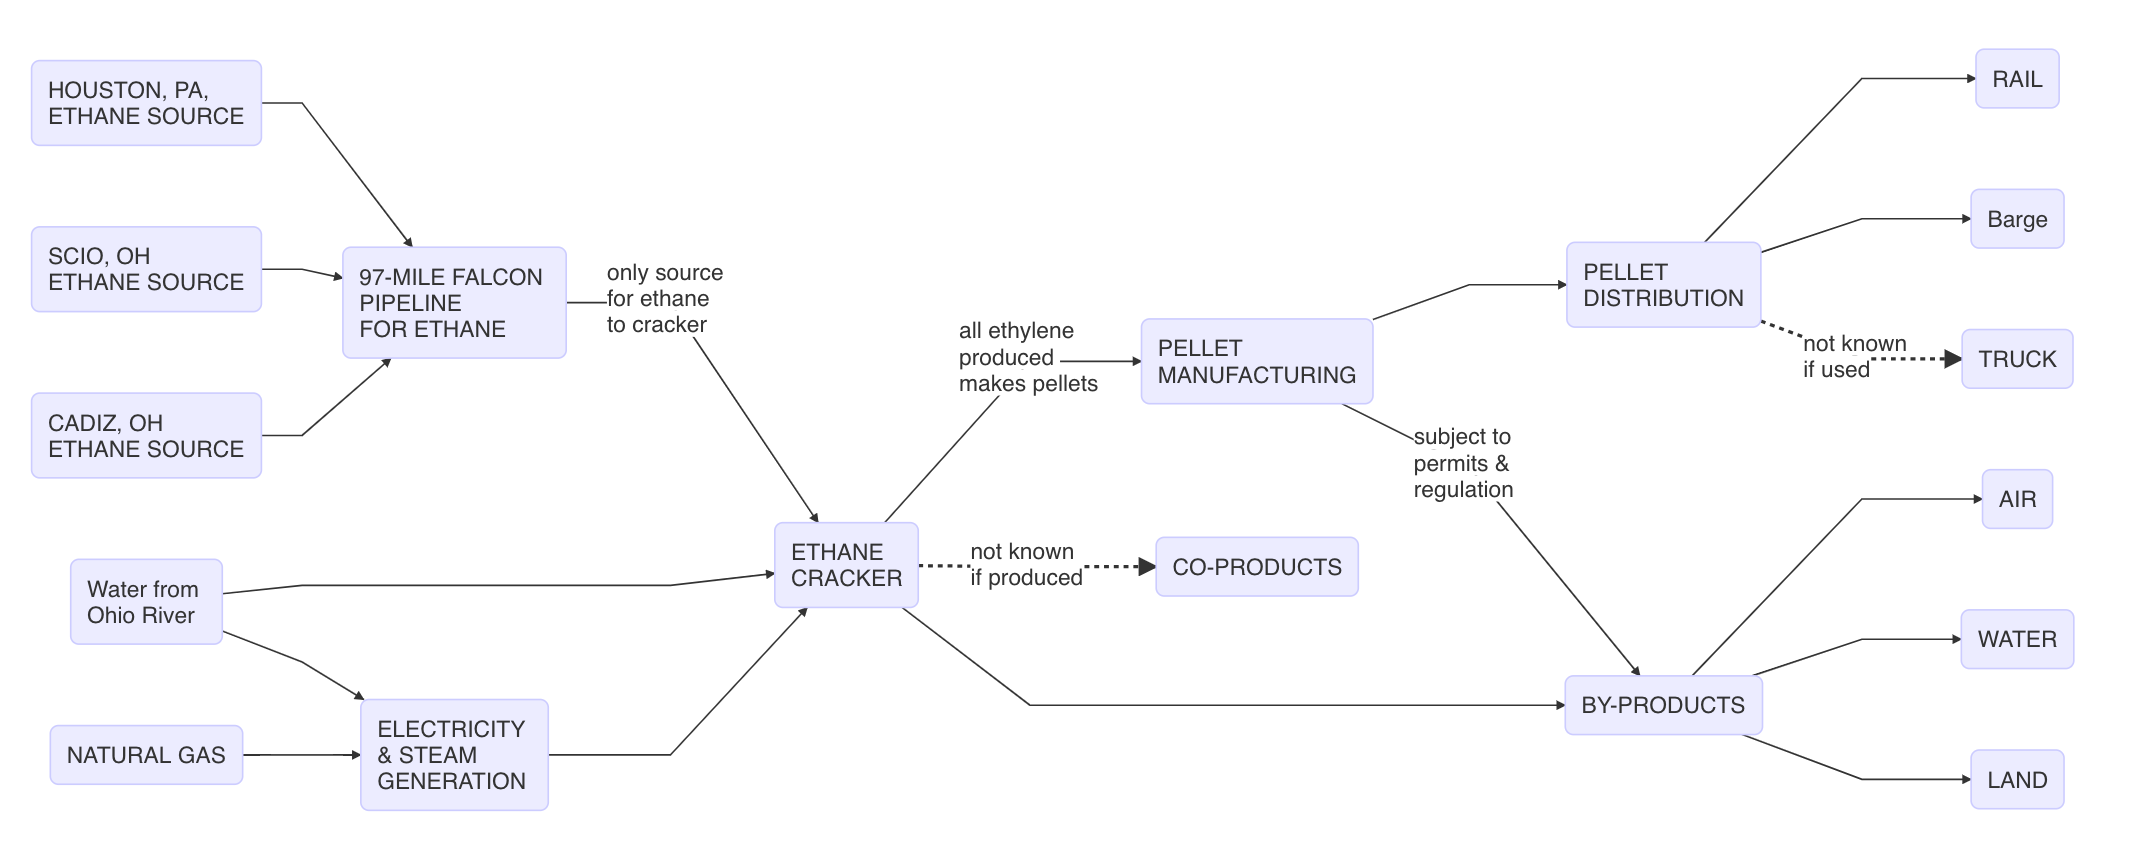 HOUSTON, PA,
ETHANE SOURCE
SCIO, OH
ETHANE SOURCE
CADIZ, OH
ETHANE SOURCE
Water from
Ohio River
NATURAL GAS
97-MILE FALCON
PIPELINE
FOR ETHANE
ELECTRICITY
& STEAM
GENERATION
only source
for ethane
to cracker
ETHANE
CRACKER
all ethylene
produced
makes pellets
not known
if produced
PELLET
MANUFACTURING
CO-PRODUCTS
subject to
permits &
regulation
PELLET
DISTRIBUTION
BY-PRODUCTS
not known
if used
RAIL
Barge
TRUCK
AIR
WATER
LAND